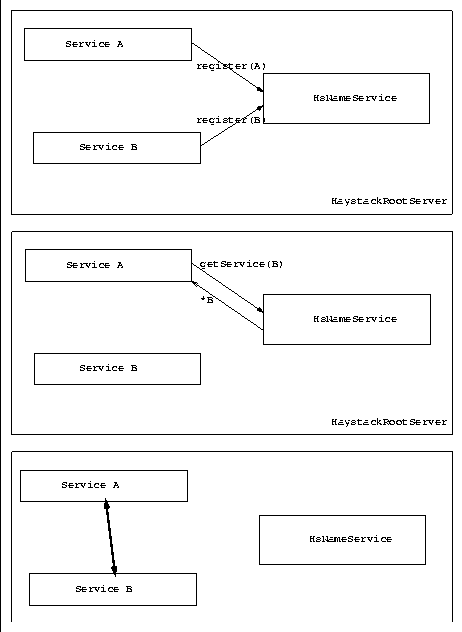 Service A
register(A)
HsNameService
register(B)
Service B
HaystackRootServer
Service A
getService(B)
*B
HsNameService
Service B
HaystackRootServer
Service A
HsNameService
Service B